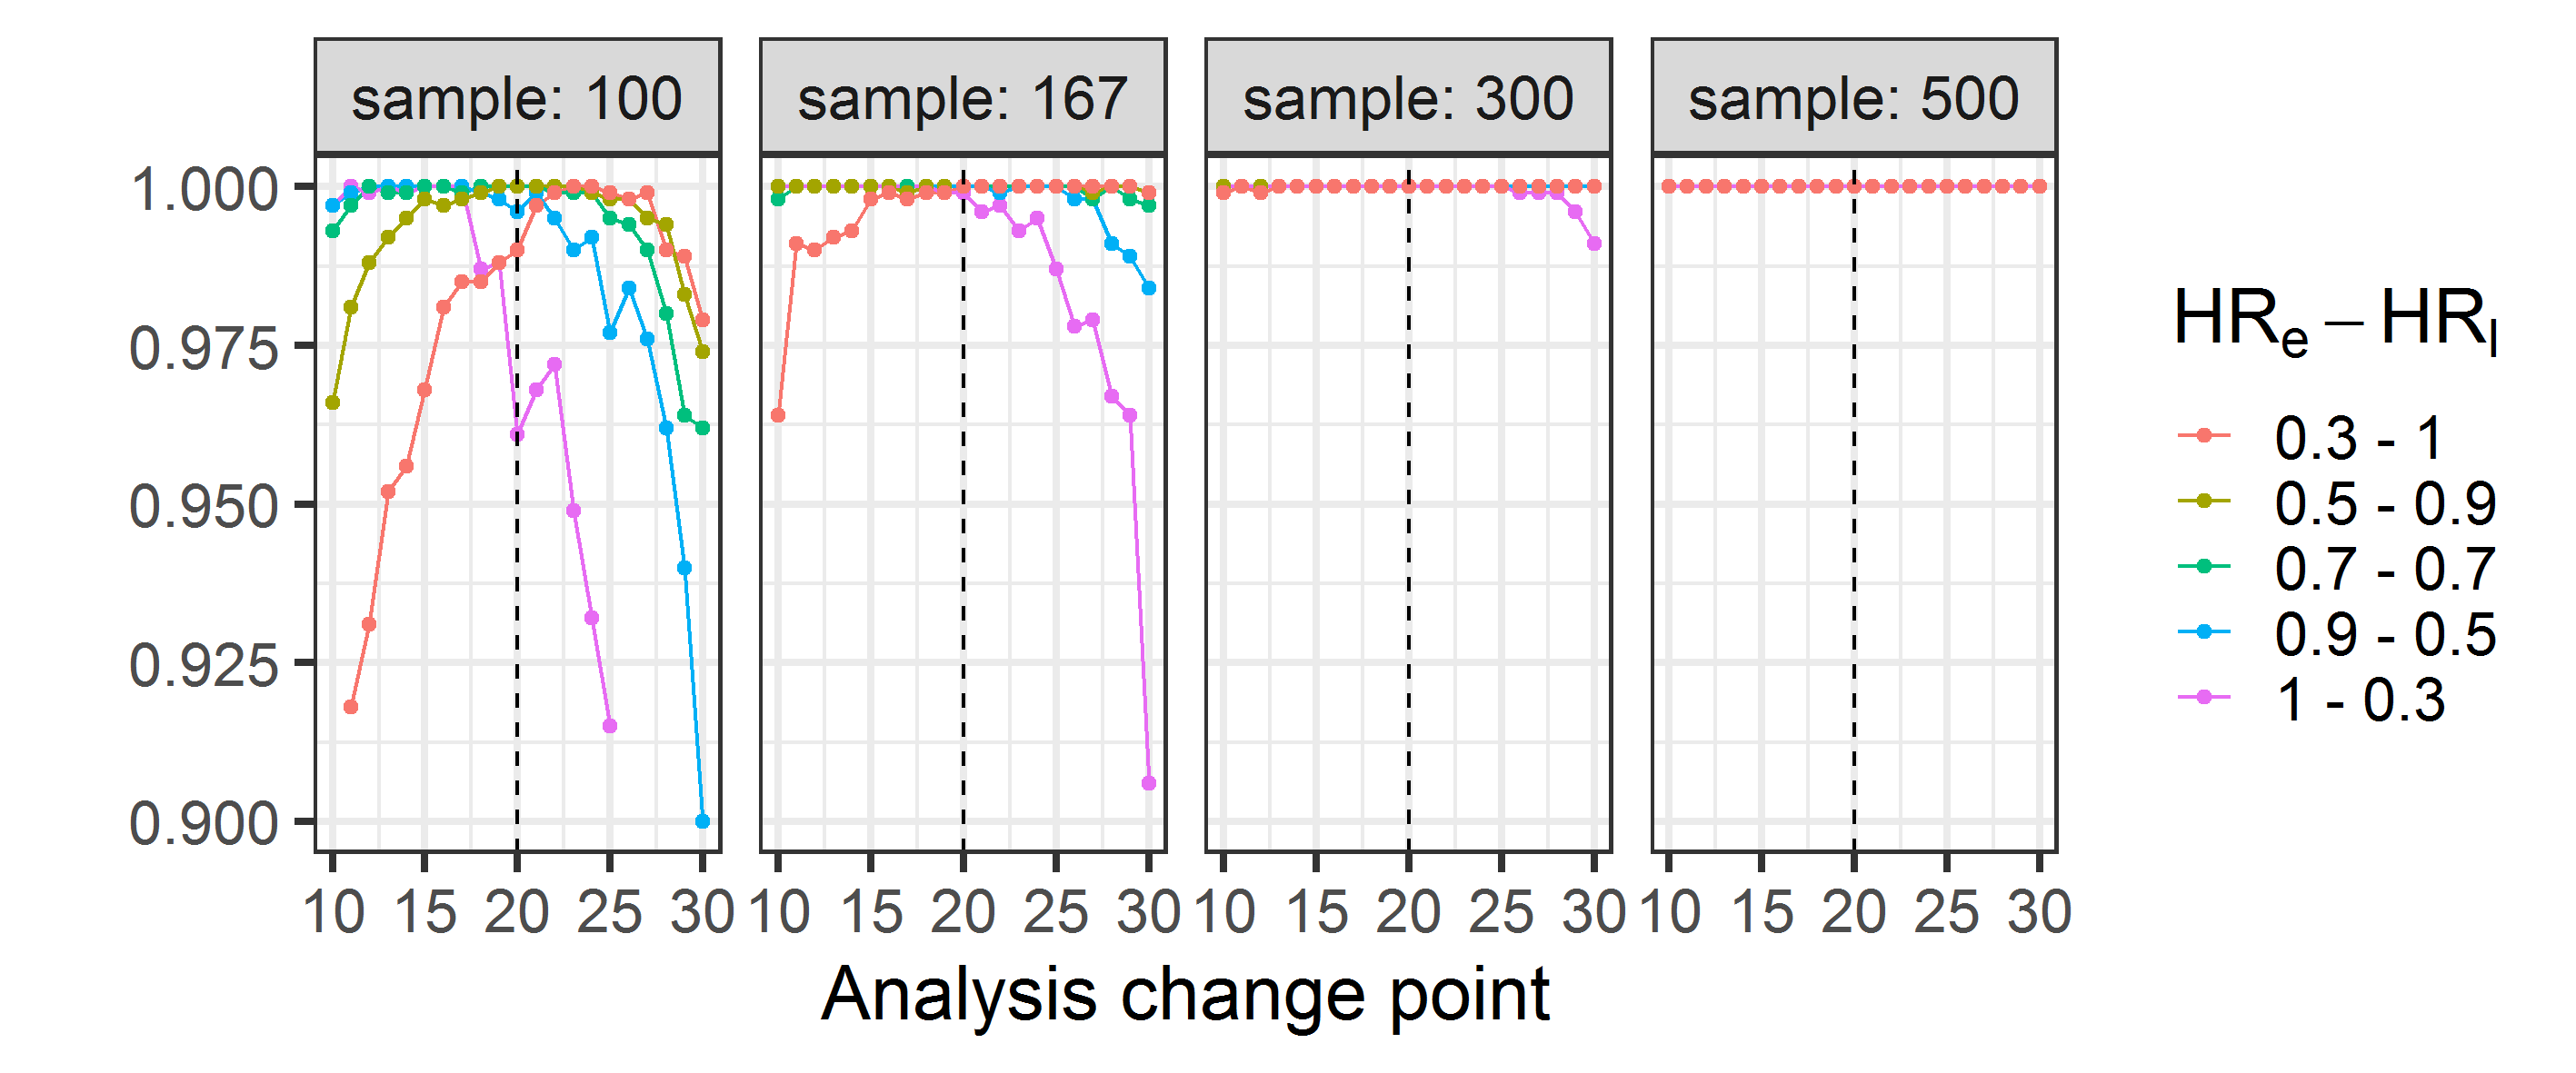 sample: 100 sample: 167 sample: 300 sample: 500
1.000
0.975
0.950
0.925
0.900
10 15 20 25 30 10 15 20 25 30 10 15 20 25 30 10 15 20 25 30
Analysis change point
HRe – HRl
0.3 - 1
0.5 - 0.9
0.7 - 0.7
0.9 - 0.5
1 - 0.3